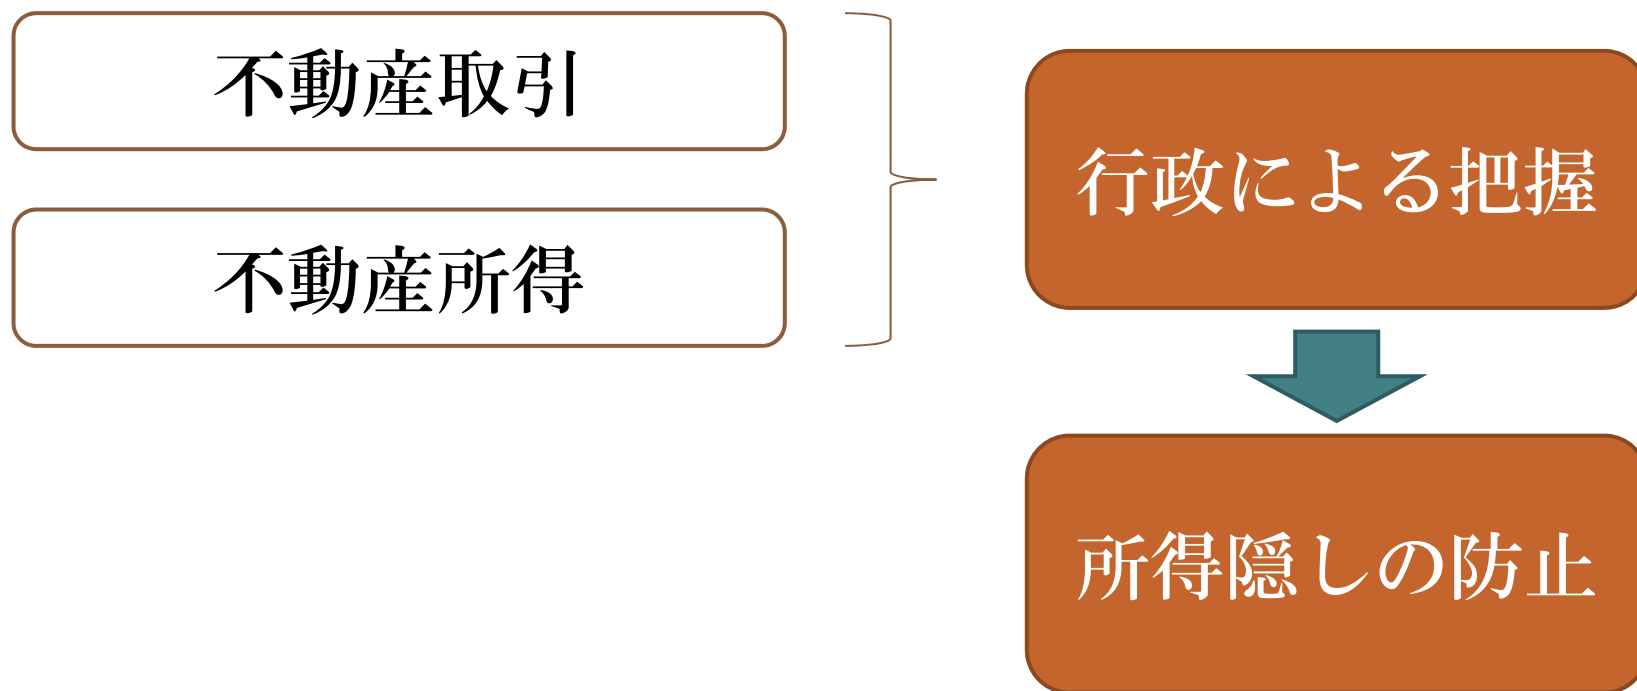 不動産取引
不動産所得
行政による把握
所得隠しの防止